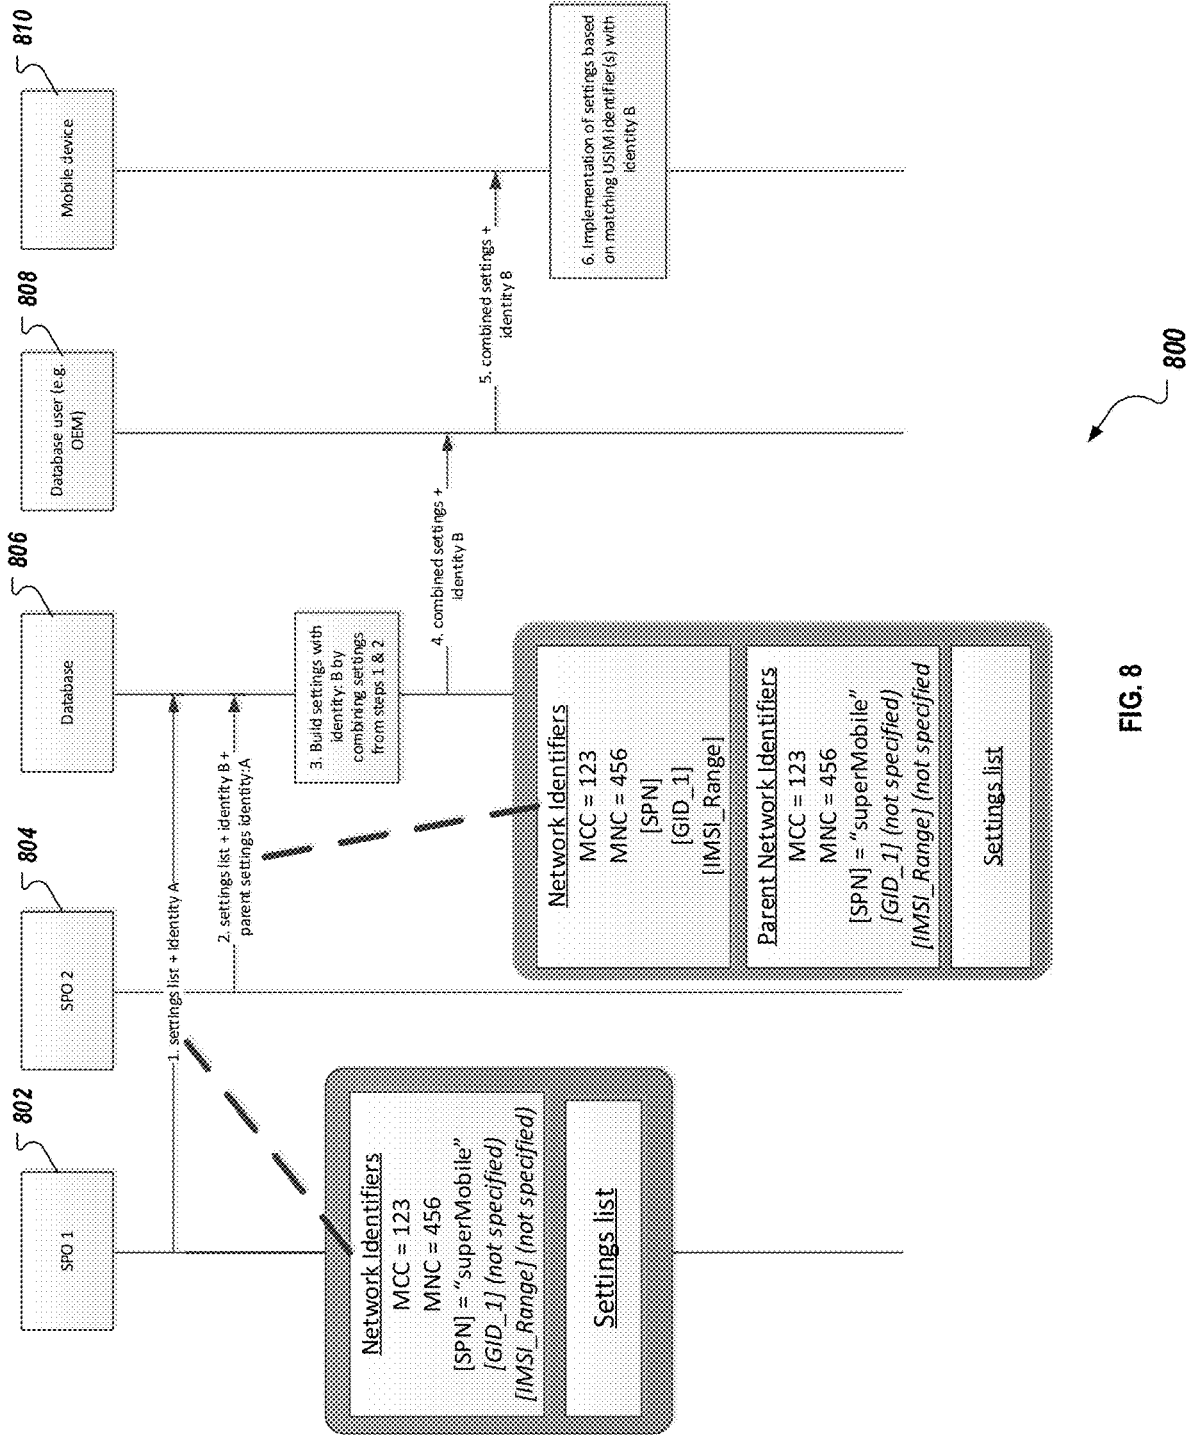 802
804
806
808
810
SPO 1
SPO 2
Database
Database user (e.g.
OEM)
Mobile device
1. settings list + identity A
2. settings list + identity B +
parent settings identity:A
3. Build settings with
identity: B by
combining settings
from steps 1 & 2
4. combined settings +
identity B
5. combined settings +
identity B
6. Implementation of settings based
on matching USIM identifier(s) with
identity B
Network Identifiers
MCC = 123
MNC = 456
[SPN] = “superMobile”
[GID_1] (not specified)
[IMSI_Range] (not specified)
Settings list
Network Identifiers
MCC = 123
MNC = 456
[SPN]
[GID_1]
[IMSI_Range]
Parent Network Identifiers
MCC = 123
MNC = 456
[SPN] = “superMobile”
[GID_1] (not specified)
[IMSI_Range] (not specified
Settings list
800
FIG. 8